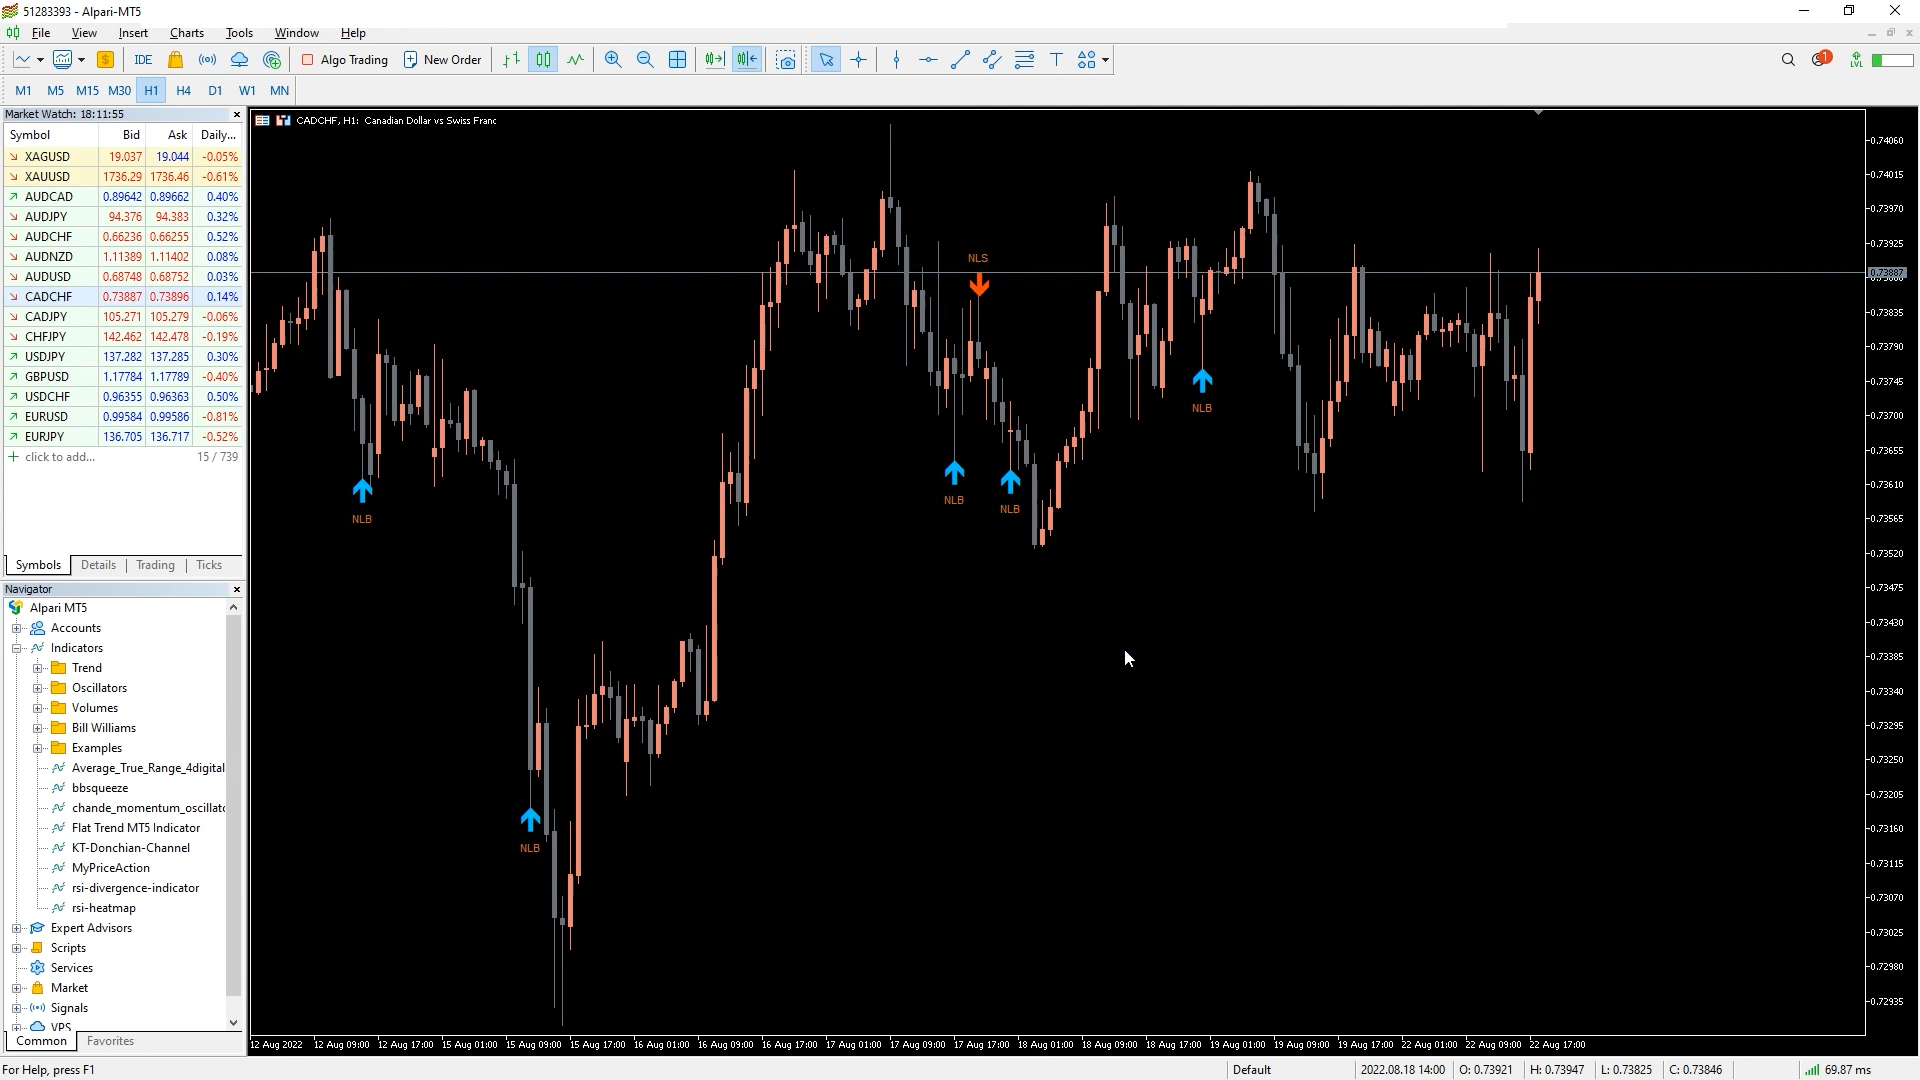 51283393 - Alpari-MT5
File View Insert Charts Tools Window Help
IDE Algo Trading New Order 1 LVL
M1 M5 M15 M30 H1 H4 D1 W1 MN
Market Watch: 18:11:55
Symbol Bid Ask Daily...
XAGUSD 19.037 19.044 -0.05%
XAUUSD 1736.29 1736.46 -0.61%
AUDCAD 0.89642 0.89662 0.40%
AUDJPY 94.376 94.383 0.32%
AUDCHF 0.66236 0.66255 0.52%
AUDNZD 1.11389 1.11402 0.08%
AUDUSD 0.68748 0.68752 0.03%
CADCHF 0.73887 0.73896 0.14%
CADJPY 105.271 105.279 -0.06%
CHFJPY 142.462 142.478 -0.19%
USDJPY 137.282 137.285 0.30%
GBPUSD 1.17784 1.17789 -0.40%
USDCHF 0.96355 0.96363 0.50%
EURUSD 0.99584 0.99586 -0.81%
EURJPY 136.705 136.717 -0.52%
click to add... 15 / 739
Symbols Details Trading Ticks
Navigator
Alpari MT5
Accounts
Indicators
Trend
Oscillators
Volumes
Bill Williams
Examples
Average_True_Range_4digital
bbsqueeze
chande_momentum_oscillato
Flat Trend MT5 Indicator
KT-Donchian-Channel
MyPriceAction
rsi-divergence-indicator
rsi-heatmap
Expert Advisors
Scripts
Services
Market
Signals
VPS
Common Favorites
CADCHF, H1: Canadian Dollar vs Swiss Franc
NLS
NLB
NLB
NLB
NLB
NLB
0.74060
0.74015
0.73970
0.73925
0.73887
0.73835
0.73790
0.73745
0.73700
0.73655
0.73610
0.73565
0.73520
0.73475
0.73430
0.73385
0.73340
0.73295
0.73250
0.73205
0.73160
0.73115
0.73070
0.73025
0.72980
0.72935
12 Aug 2022 12 Aug 09:00 12 Aug 17:00 15 Aug 01:00 15 Aug 09:00 15 Aug 17:00 16 Aug 01:00 16 Aug 09:00 16 Aug 17:00 17 Aug 01:00 17 Aug 09:00 17 Aug 17:00 18 Aug 01:00 18 Aug 09:00 18 Aug 17:00 19 Aug 01:00 19 Aug 09:00 19 Aug 17:00 22 Aug 01:00 22 Aug 09:00 22 Aug 17:00
For Help, press F1 Default 2022.08.18 14:00 O: 0.73921 H: 0.73947 L: 0.73825 C: 0.73846 69.87 ms